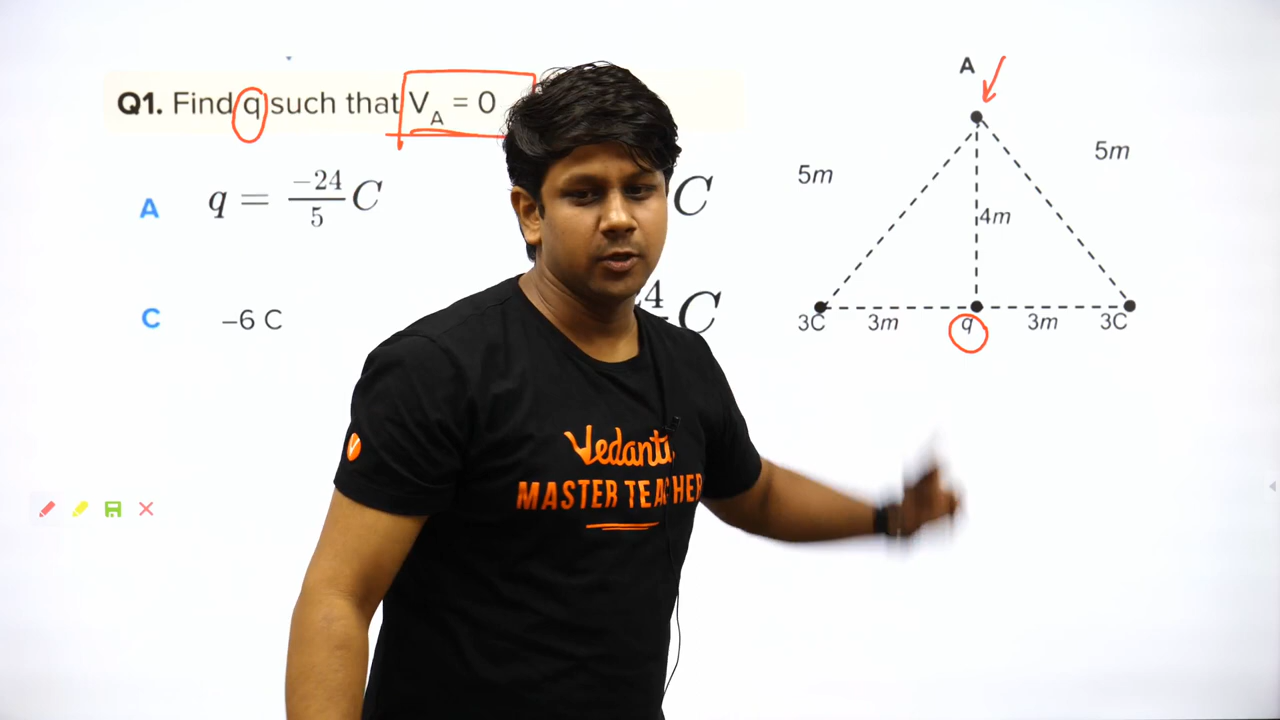 Q1. Find q such that V_A = 0
A q = -24/5 C
C
C –6 C
4 C
A
5m
5m
4m
3C 3m q 3m 3C
Vedantu
MASTER TEACHER